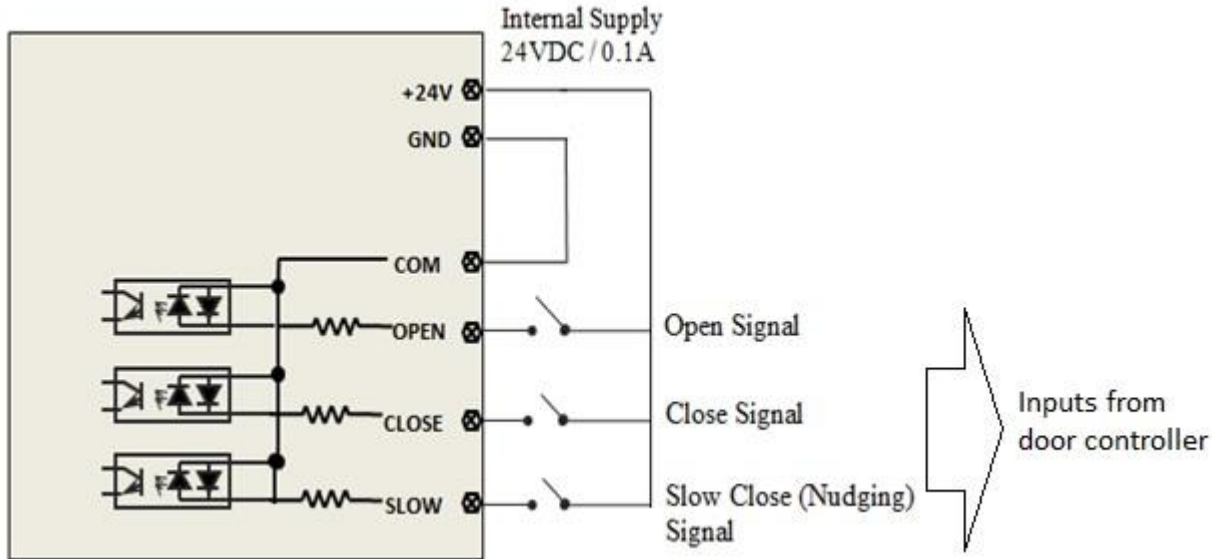 Internal Supply
24VDC / 0.1A
+24V
GND
COM
OPEN
Open Signal
CLOSE
Close Signal
SLOW
Slow Close (Nudging)
Signal
Inputs from
door controller